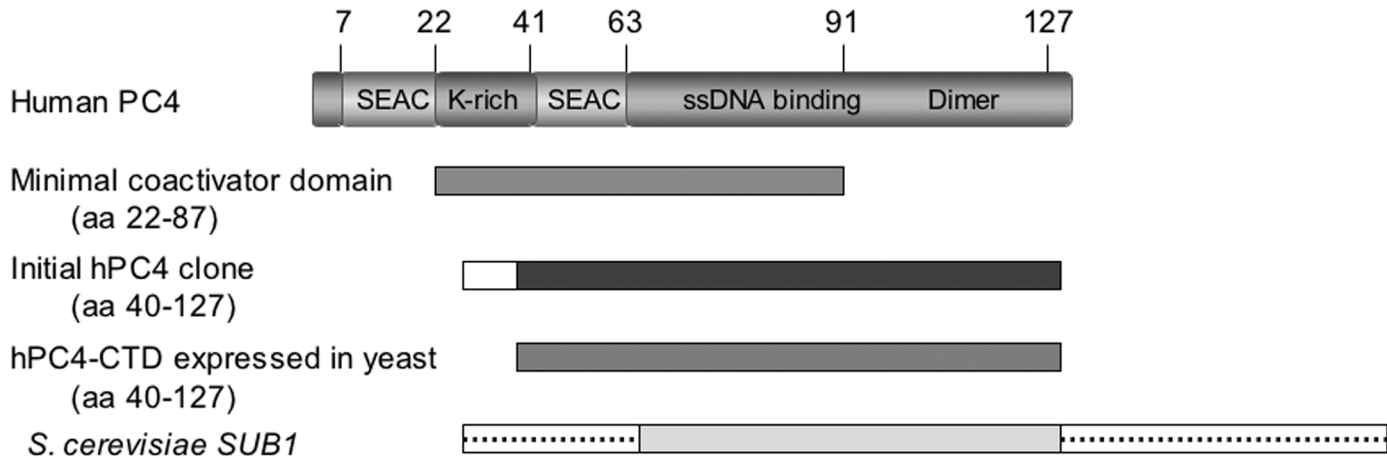 7 22 41 63 91 127
Human PC4 SEAC K-rich SEAC ssDNA binding Dimer
Minimal coactivator domain
(aa 22-87)
Initial hPC4 clone
(aa 40-127)
hPC4-CTD expressed in yeast
(aa 40-127)
S. cerevisiae SUB1